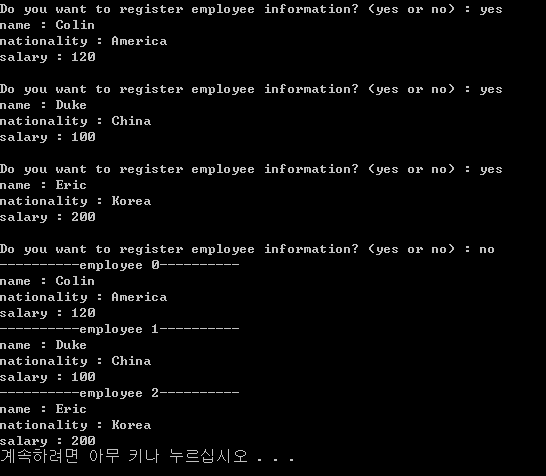 Do you want to register employee information? (yes or no) : yes
name : Colin
nationality : America
salary : 120
Do you want to register employee information? (yes or no) : yes
name : Duke
nationality : China
salary : 100
Do you want to register employee information? (yes or no) : yes
name : Eric
nationality : Korea
salary : 200
Do you want to register employee information? (yes or no) : no
----------employee 0----------
name : Colin
nationality : America
salary : 120
----------employee 1----------
name : Duke
nationality : China
salary : 100
----------employee 2----------
name : Eric
nationality : Korea
salary : 200
계속하려면 아무 키나 누르십시오 . . .